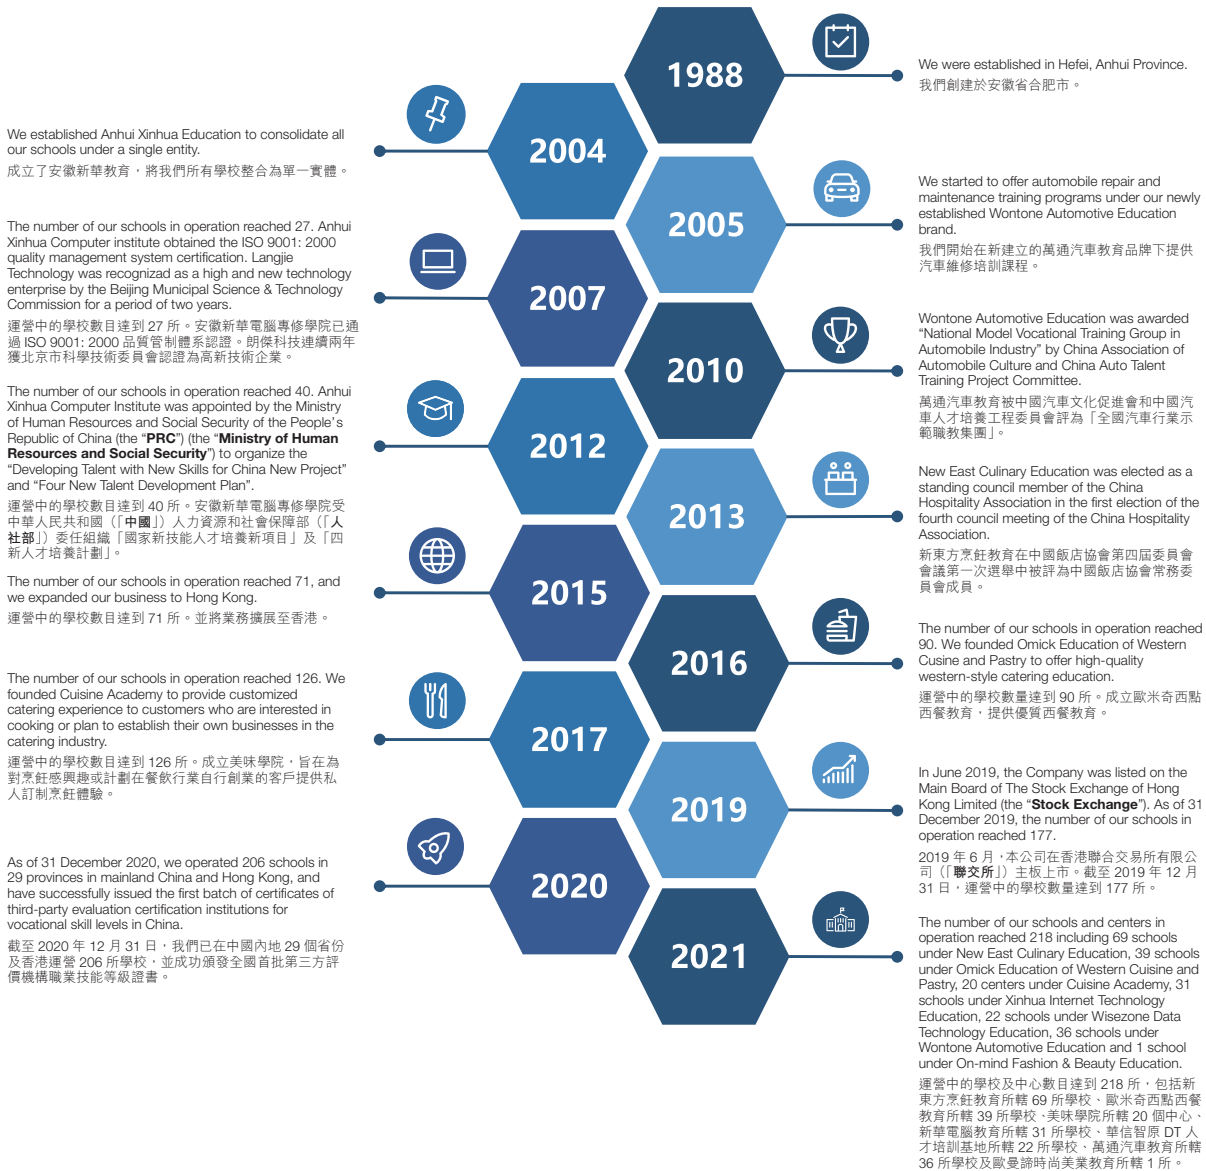 1988
We were established in Hefei, Anhui Province.
我們創建於安徽省合肥市。
2004
We established Anhui Xinhua Education to consolidate all
our schools under a single entity.
成立了安徽新華教育，將我們所有學校整合為單一實體。
2005
We started to offer automobile repair and
maintenance training programs under our newly
established Wontone Automotive Education
brand.
我們開始在新建立的萬通汽車教育品牌下提供
汽車維修培訓課程。
2007
The number of our schools in operation reached 27. Anhui
Xinhua Computer institute obtained the ISO 9001: 2000
quality management system certification. Langjie
Technology was recognizad as a high and new technology
enterprise by the Beijing Municipal Science & Technology
Commission for a period of two years.
運營中的學校數目達到 27 所。安徽新華電腦專修學院已通
過 ISO 9001: 2000 品質管制體系認證。朗傑科技連續兩年
獲北京市科學技術委員會認證為高新技術企業。
2010
Wontone Automotive Education was awarded
“National Model Vocational Training Group in
Automobile Industry” by China Association of
Automobile Culture and China Auto Talent
Training Project Committee.
萬通汽車教育被中國汽車文化促進會和中國汽
車人才培養工程委員會評為「全國汽車行業示
範職教集團」。
2012
The number of our schools in operation reached 40. Anhui
Xinhua Computer Institute was appointed by the Ministry
of Human Resources and Social Security of the People’s
Republic of China (the “PRC”) (the “Ministry of Human
Resources and Social Security”) to organize the
“Developing Talent with New Skills for China New Project”
and “Four New Talent Development Plan”.
運營中的學校數目達到 40 所。安徽新華電腦專修學院受
中華人民共和國（「中國」）人力資源和社會保障部（「人
社部」）委任組織「國家新技能人才培養新項目」及「四
新人才培養計劃」。
2013
New East Culinary Education was elected as a
standing council member of the China
Hospitality Association in the first election of the
fourth council meeting of the China Hospitality
Association.
新東方烹飪教育在中國飯店協會第四屆委員會
會議第一次選舉中被評為中國飯店協會常務委
員會成員。
2015
The number of our schools in operation reached 71, and
we expanded our business to Hong Kong.
運營中的學校數目達到 71 所。並將業務擴展至香港。
2016
The number of our schools in operation reached
90. We founded Omick Education of Western
Cusine and Pastry to offer high-quality
western-style catering education.
運營中的學校數量達到 90 所。成立歐米奇西點
西餐教育，提供優質西餐教育。
2017
The number of our schools in operation reached 126. We
founded Cuisine Academy to provide customized
catering experience to customers who are interested in
cooking or plan to establish their own businesses in the
catering industry.
運營中的學校數目達到 126 所。成立美味學院，旨在為
對烹飪感興趣或計劃在餐飲行業自行創業的客戶提供私
人訂制烹飪體驗。
2019
In June 2019, the Company was listed on the
Main Board of The Stock Exchange of Hong
Kong Limited (the “Stock Exchange”). As of 31
December 2019, the number of our schools in
operation reached 177.
2019 年 6 月，本公司在香港聯合交易所有限公
司（「聯交所」）主板上市。截至 2019 年 12 月
31 日，運營中的學校數量達到 177 所。
2020
As of 31 December 2020, we operated 206 schools in
29 provinces in mainland China and Hong Kong, and
have successfully issued the first batch of certificates of
third-party evaluation certification institutions for
vocational skill levels in China.
截至 2020 年 12 月 31 日，我們已在中國內地 29 個省份
及香港運營 206 所學校，並成功頒發全國首批第三方評
價機構職業技能等級證書。
2021
The number of our schools and centers in
operation reached 218 including 69 schools
under New East Culinary Education, 39 schools
under Omick Education of Western Cuisine and
Pastry, 20 centers under Cuisine Academy, 31
schools under Xinhua Internet Technology
Education, 22 schools under Wisezone Data
Technology Education, 36 schools under
Wontone Automotive Education and 1 school
under On-mind Fashion & Beauty Education.
運營中的學校及中心數目達到 218 所，包括新
東方烹飪教育所轄 69 所學校、歐米奇西點西餐
教育所轄 39 所學校、美味學院所轄 20 個中心、
新華電腦教育所轄 31 所學校、華信智原 DT 人
才培訓基地所轄 22 所學校、萬通汽車教育所轄
36 所學校及歐曼諦時尚美業教育所轄 1 所。